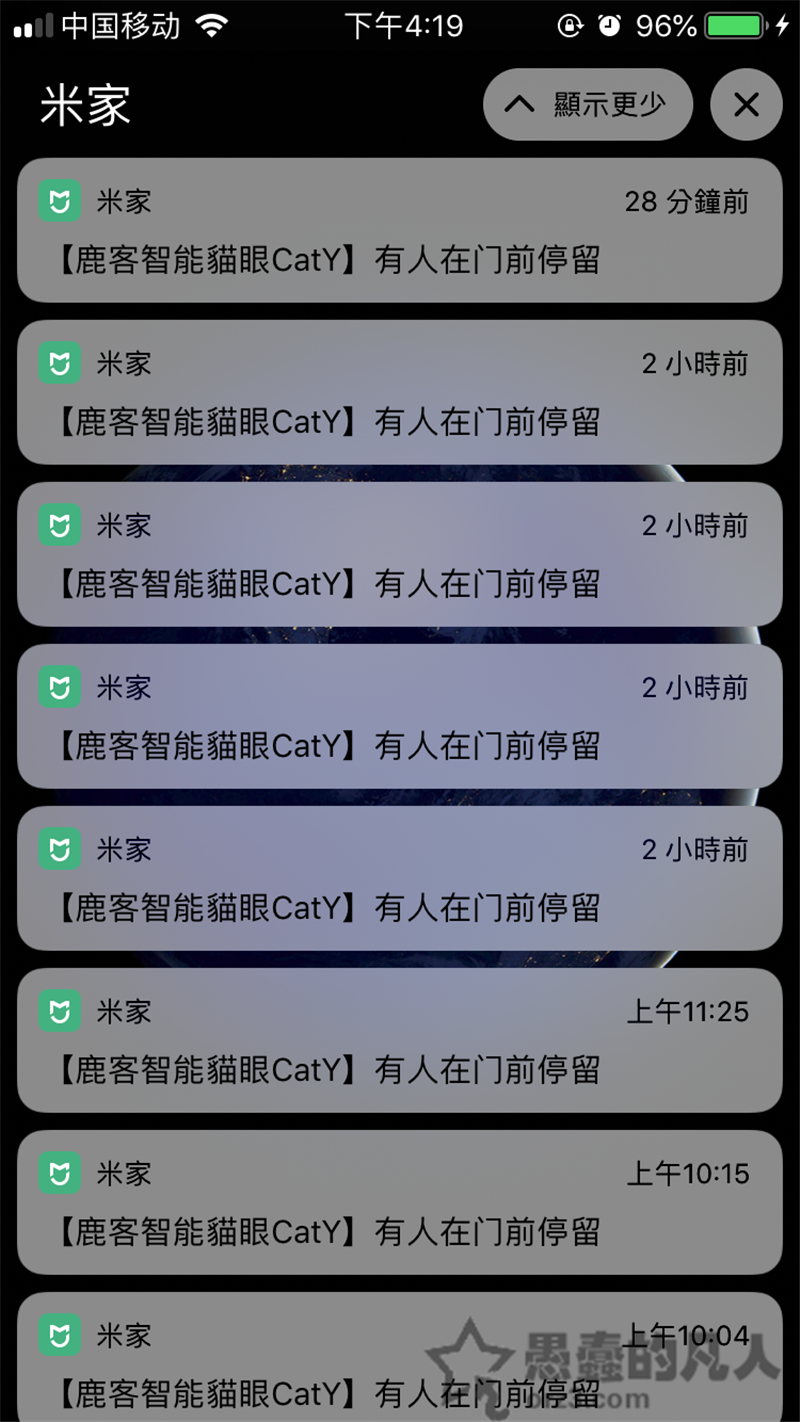 中国移动 下午4:19 96%
米家 顯示更少
米家 28 分鐘前
【鹿客智能貓眼CatY】有人在门前停留
米家 2 小時前
【鹿客智能貓眼CatY】有人在门前停留
米家 2 小時前
【鹿客智能貓眼CatY】有人在门前停留
米家 2 小時前
【鹿客智能貓眼CatY】有人在门前停留
米家 2 小時前
【鹿客智能貓眼CatY】有人在门前停留
米家 上午11:25
【鹿客智能貓眼CatY】有人在门前停留
米家 上午10:15
【鹿客智能貓眼CatY】有人在门前停留
米家 上午10:04
愚蠢的凡人
【鹿客智能貓眼CatY】有人在门前停留